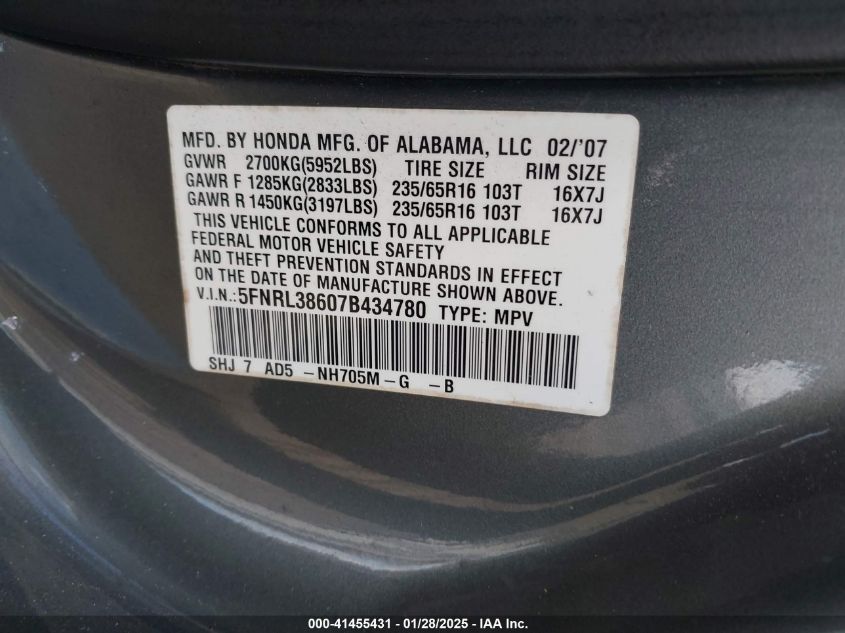 MFD. BY HONDA MFG. OF ALABAMA, LLC 02/'07
GVWR 2700KG(5952LBS) TIRE SIZE RIM SIZE
GAWR F 1285KG(2833LBS) 235/65R16 103T 16X7J
GAWR R 1450KG(3197LBS) 235/65R16 103T 16X7J
THIS VEHICLE CONFORMS TO ALL APPLICABLE
FEDERAL MOTOR VEHICLE SAFETY
AND THEFT PREVENTION STANDARDS IN EFFECT
ON THE DATE OF MANUFACTURE SHOWN ABOVE.
V.I.N.:5FNRL38607B434780 TYPE: MPV
SHJ 7 AD5 -NH705M-G -B
000-41455431 - 01/28/2025 - IAA Inc.